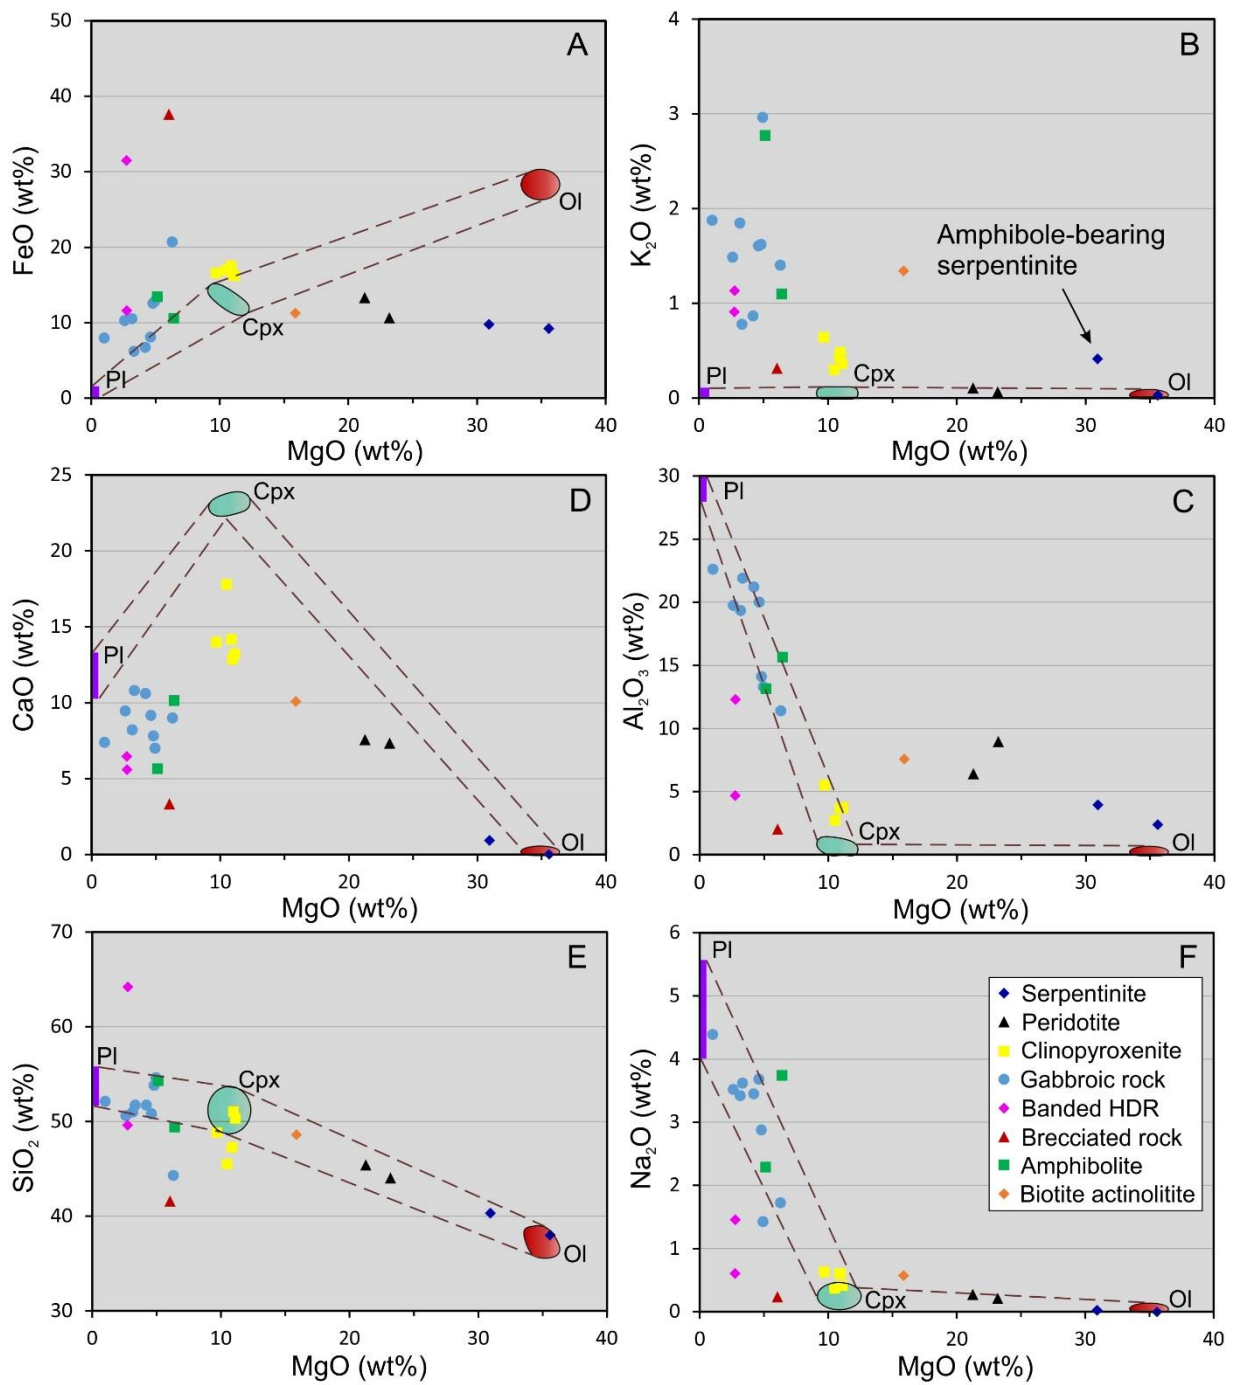 A
FeO (wt%)
50
40
30
20
10
0
Ol
Cpx
Pl
0 10 20 30 40
MgO (wt%)
B
K₂O (wt%)
4
3
2
1
0
Amphibole-bearing
serpentinite
Pl
Cpx
Ol
0 10 20 30 40
MgO (wt%)
D
CaO (wt%)
25
20
15
10
5
0
Cpx
Pl
Ol
0 10 20 30 40
MgO (wt%)
C
Al₂O₃ (wt%)
30
25
20
15
10
5
0
Pl
Cpx
Ol
0 10 20 30 40
MgO (wt%)
E
SiO₂ (wt%)
70
60
50
40
30
Pl
Cpx
Ol
0 10 20 30 40
MgO (wt%)
F
Na₂O (wt%)
6
5
4
3
2
1
0
Pl
Serpentinite
Peridotite
Clinopyroxenite
Gabbroic rock
Banded HDR
Brecciated rock
Amphibolite
Biotite actinolitite
Cpx
Ol
0 10 20 30 40
MgO (wt%)